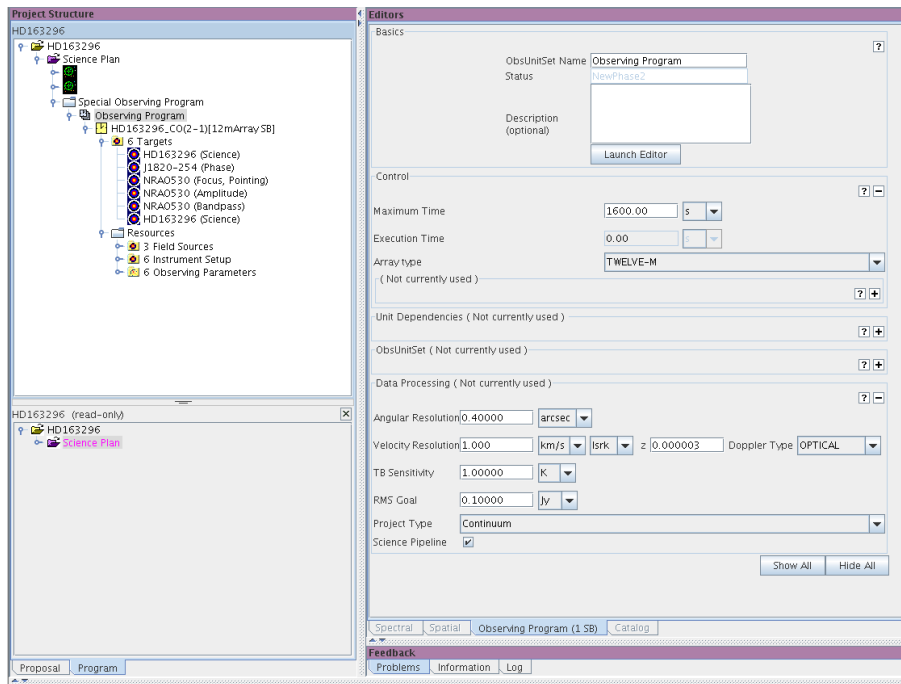 Project Structure
HD163296
HD163296
Science Plan
Special Observing Program
Observing Program
HD163296_CO(2-1)[12mArray SB]
6 Targets
HD163296 (Science)
J1820-254 (Phase)
NRAO530 (Focus, Pointing)
NRAO530 (Amplitude)
NRAO530 (Bandpass)
HD163296 (Science)
Resources
3 Field Sources
6 Instrument Setup
6 Observing Parameters
HD163296 (read-only)
HD163296
Science Plan
Proposal Program
Editors
Basics
?
ObsUnitSet Name Observing Program
Status NewPhase2
Description
(optional)
Launch Editor
Control
?
Maximum Time 1600.00 s
Execution Time 0.00 s
Array type TWELVE-M
( Not currently used )
?
Unit Dependencies ( Not currently used )
?
ObsUnitSet ( Not currently used )
?
Data Processing ( Not currently used )
?
Angular Resolution 0.40000 arcsec
Velocity Resolution 1.000 km/s lsrk z 0.000003 Doppler Type OPTICAL
TB Sensitivity 1.00000 K
RMS Goal 0.10000 Jy
Project Type Continuum
Science Pipeline
Show All Hide All
Spectral Spatial Observing Program (1 SB) Catalog
Feedback
Problems Information Log